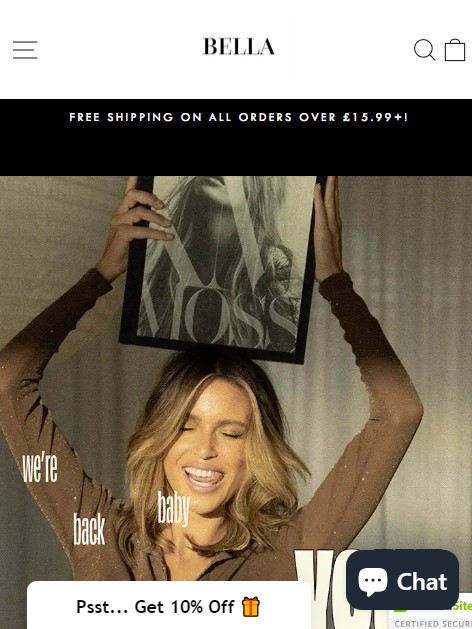 BELLA
FREE SHIPPING ON ALL ORDERS OVER £15.99+!
MOSS
we're
baby
back
Chat
Psst... Get 10% Off 🎁
CERTIFIED SECUR